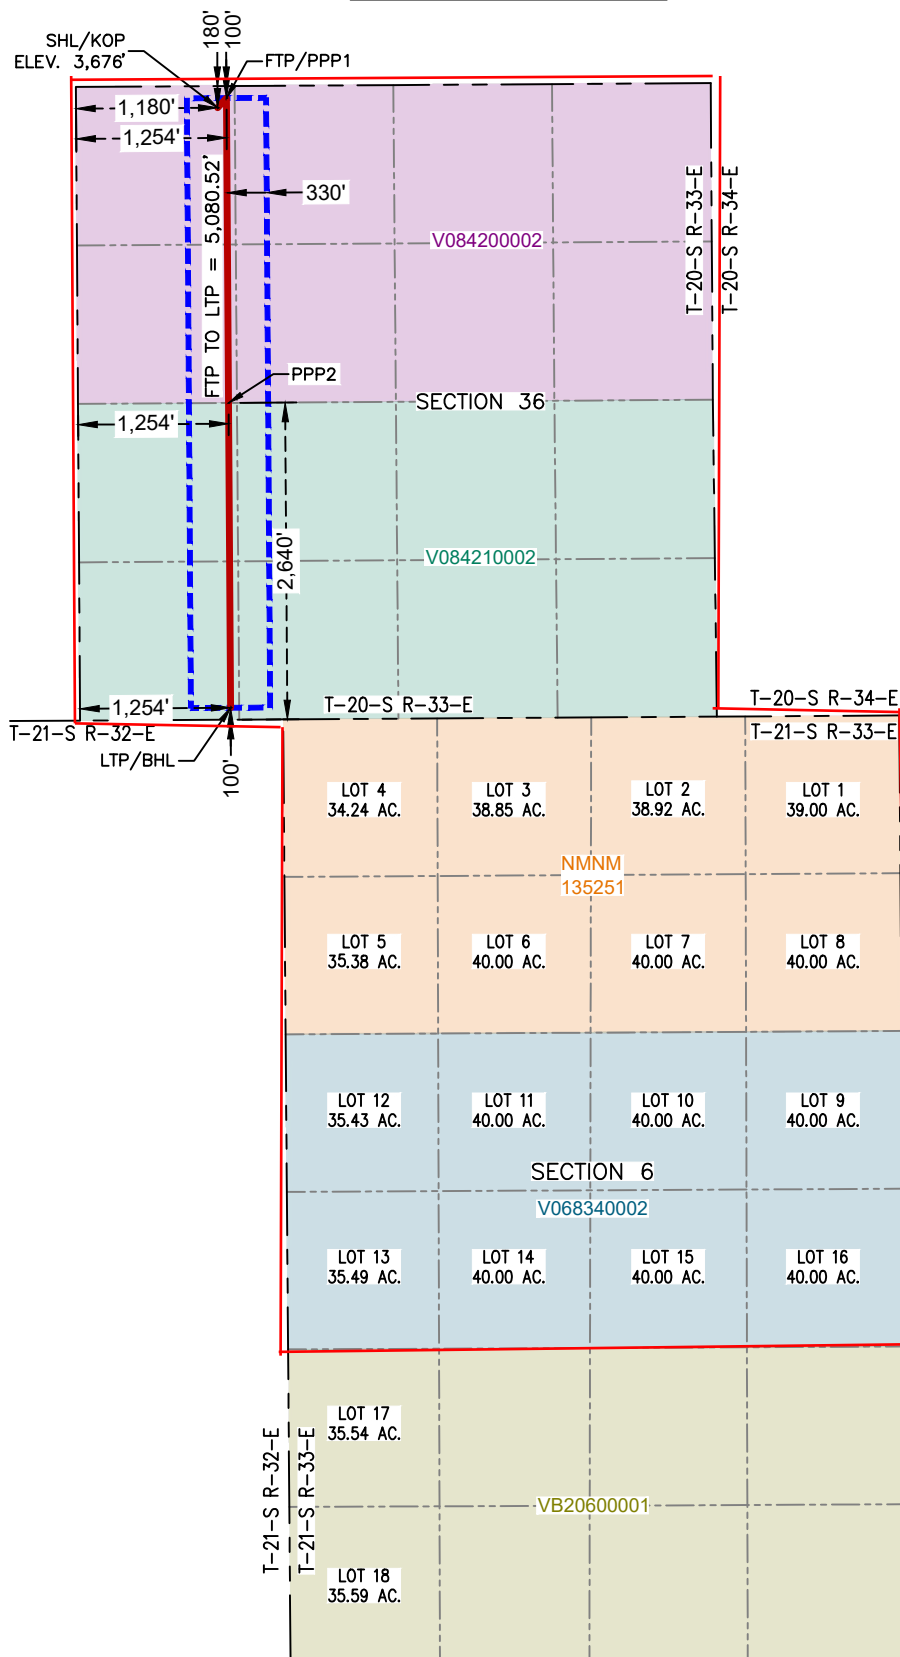 180'
100'
SHL/KOP
ELEV. 3,676'
FTP/PPP1
1,180'
1,254'
330'
FTP TO LTP = 5,080.52'
V084200002
T-20-S R-33-E
T-20-S R-34-E
PPP2
SECTION 36
1,254'
2,640'
V084210002
1,254'
T-20-S R-33-E
T-20-S R-34-E
T-21-S R-32-E
T-21-S R-33-E
LTP/BHL
100'
LOT 4
34.24 AC.
LOT 3
38.85 AC.
LOT 2
38.92 AC.
LOT 1
39.00 AC.
NMNM
135251
LOT 5
35.38 AC.
LOT 6
40.00 AC.
LOT 7
40.00 AC.
LOT 8
40.00 AC.
LOT 12
35.43 AC.
LOT 11
40.00 AC.
LOT 10
40.00 AC.
LOT 9
40.00 AC.
SECTION 6
V068340002
LOT 13
35.49 AC.
LOT 14
40.00 AC.
LOT 15
40.00 AC.
LOT 16
40.00 AC.
LOT 17
35.54 AC.
T-21-S R-32-E
T-21-S R-33-E
VB20600001
LOT 18
35.59 AC.